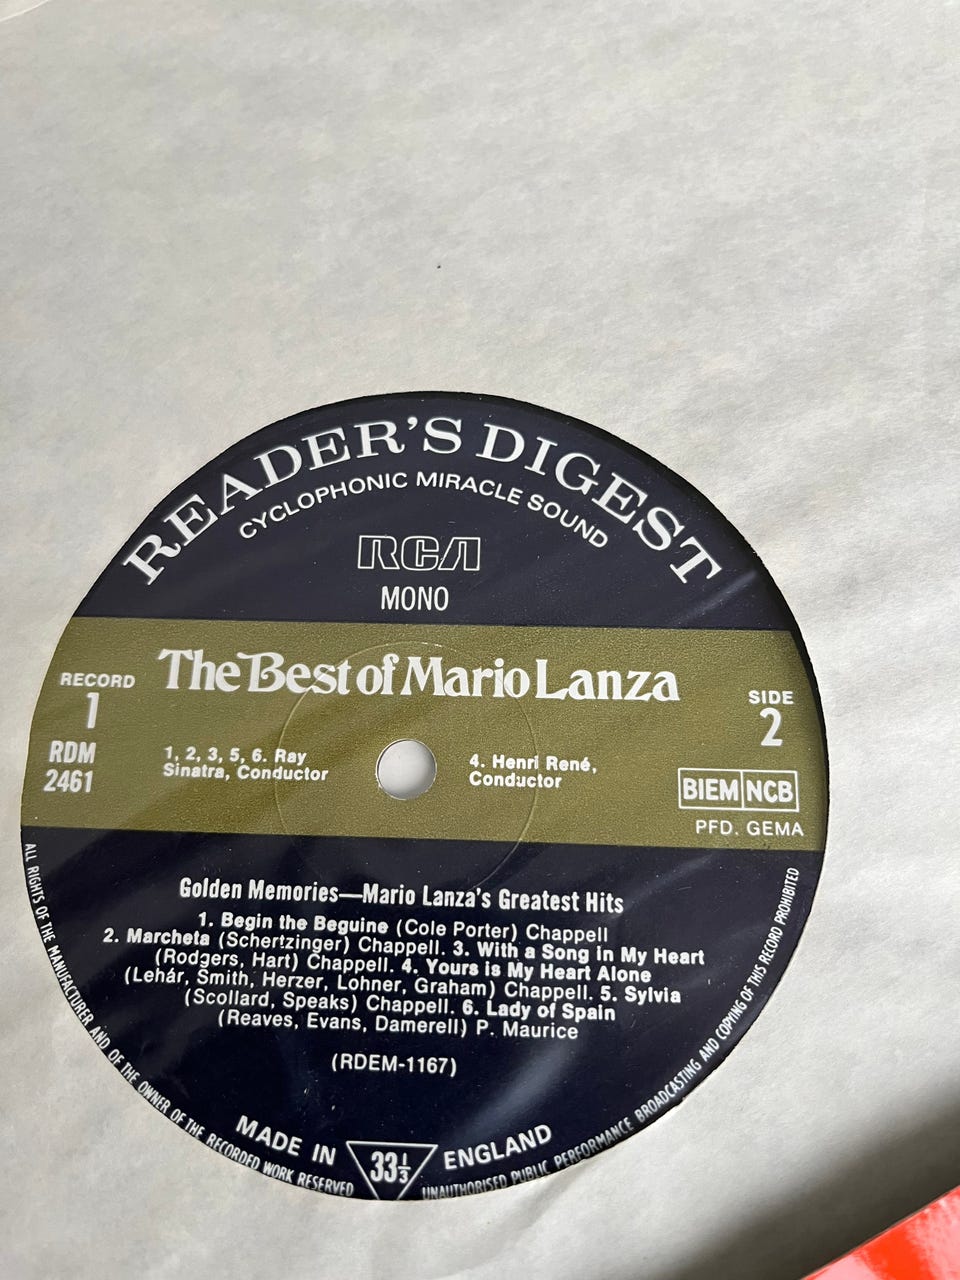 READER'S DIGEST
CYCLOPHONIC MIRACLE SOUND
RCA
MONO
The Best of Mario Lanza
RECORD
1
RDM
2461
SIDE
2
1, 2, 3, 5, 6. Ray
Sinatra, Conductor
4. Henri René,
Conductor
BIEM NCB
PFD. GEMA
Golden Memories—Mario Lanza's Greatest Hits
1. Begin the Beguine (Cole Porter) Chappell
2. Marcheta (Schertzinger) Chappell. 3. With a Song in My Heart
(Rodgers, Hart) Chappell. 4. Yours is My Heart Alone
(Lehár, Smith, Herzer, Lohner, Graham) Chappell. 5. Sylvia
(Scollard, Speaks) Chappell. 6. Lady of Spain
(Reaves, Evans, Damerell) P. Maurice
(RDEM-1167)
MADE IN ENGLAND
33⅓
ALL RIGHTS OF THE MANUFACTURER AND OF THE OWNER OF THE RECORDED WORK RESERVED
UNAUTHORISED PUBLIC PERFORMANCE BROADCASTING AND COPYING OF THIS RECORD PROHIBITED